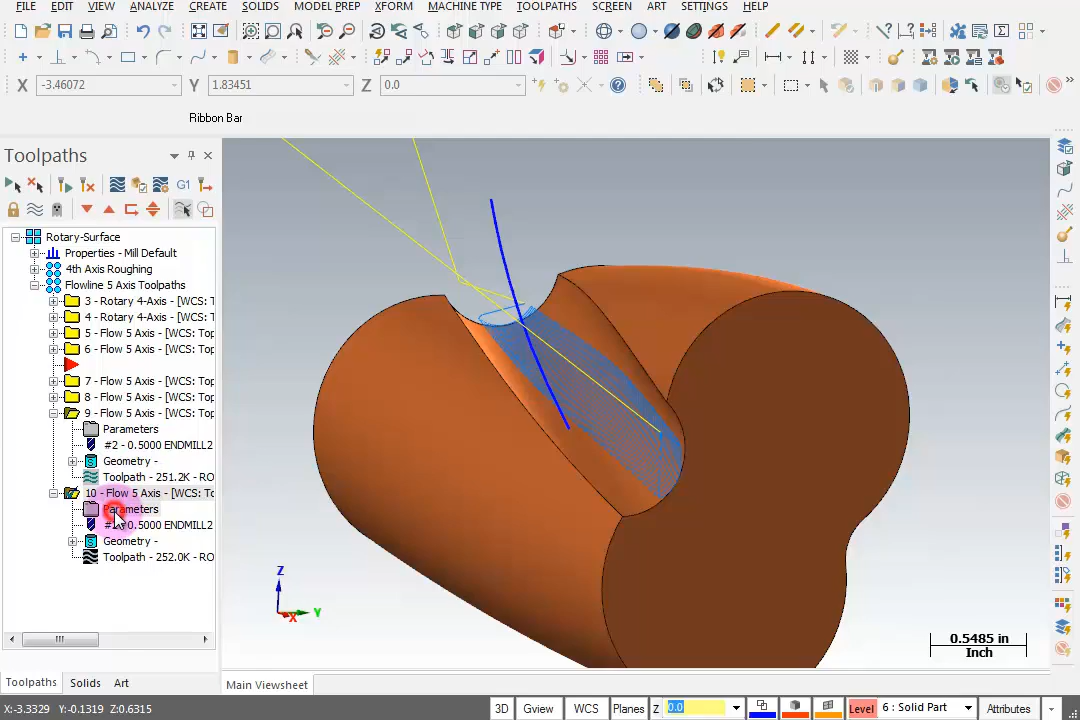 FILE EDIT VIEW ANALYZE CREATE SOLIDS MODEL PREP XFORM MACHINE TYPE TOOLPATHS SCREEN ART SETTINGS HELP
X -3.46072 Y 1.83451 Z 0.0
Ribbon Bar
Toolpaths
G1
Rotary-Surface
Properties - Mill Default
4th Axis Roughing
Flowline 5 Axis Toolpaths
3 - Rotary 4-Axis - [WCS: T
4 - Rotary 4-Axis - [WCS: T
5 - Flow 5 Axis - [WCS: Top
6 - Flow 5 Axis - [WCS: Top
7 - Flow 5 Axis - [WCS: Top
8 - Flow 5 Axis - [WCS: Top
9 - Flow 5 Axis - [WCS: Top
Parameters
#2 - 0.5000 ENDMILL2
Geometry -
Toolpath - 251.2K - RO
10 - Flow 5 Axis - [WCS: To
Parameters
0.5000 ENDMILL2
Geometry -
Toolpath - 252.0K - RO
Z
Y
X
0.5485 in
Inch
Toolpaths Solids Art
Main Viewsheet
X:-3.3329 Y:-0.1319 Z:0.6315 3D Gview WCS Planes Z 0.0 Level 6 : Solid Part Attributes